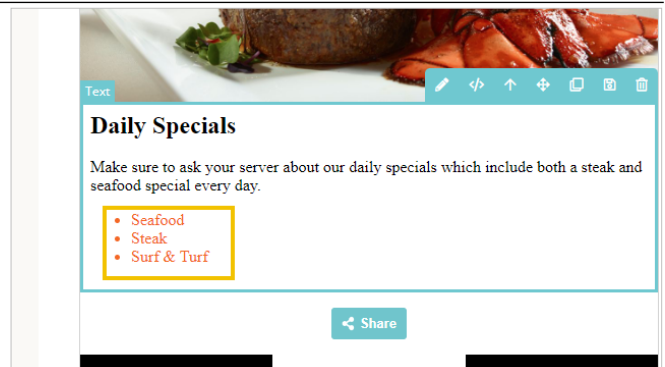 Text
Daily Specials
Make sure to ask your server about our daily specials which include both a steak and
seafood special every day.
• Seafood
• Steak
• Surf & Turf
Share